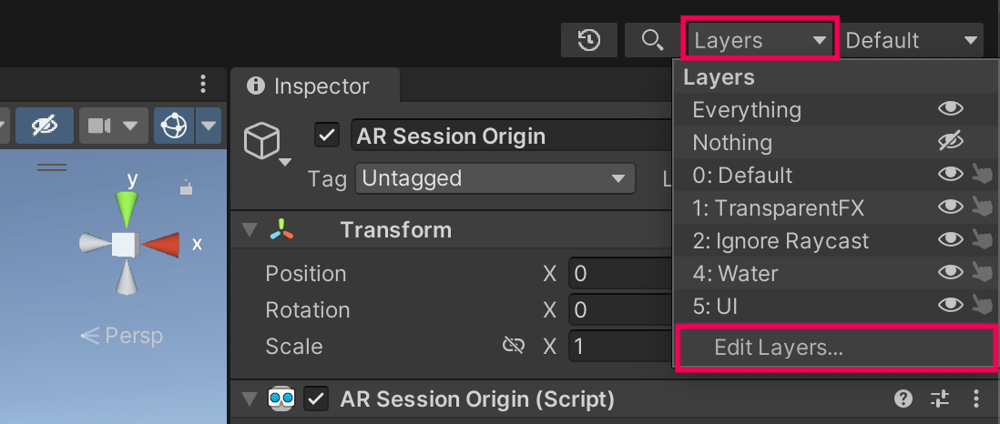 Layers
Default
Inspector
Layers
Everything
AR Session Origin
Nothing
Tag
Untagged
L
0: Default
1: TransparentFX
Transform
2: Ignore Raycast
Position
X
0
4: Water
Rotation
X
0
5: UI
Scale
X
1
Edit Layers...
AR Session Origin (Script)
y
x
Persp